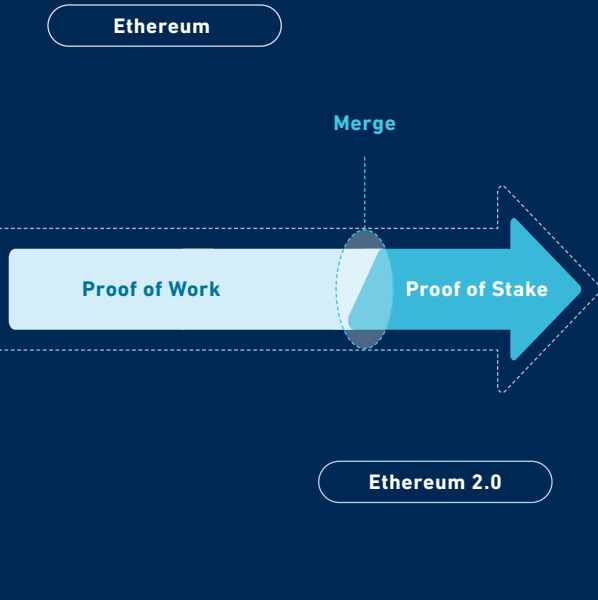 Ethereum
Merge
Proof of Work
Proof of Stake
Ethereum 2.0